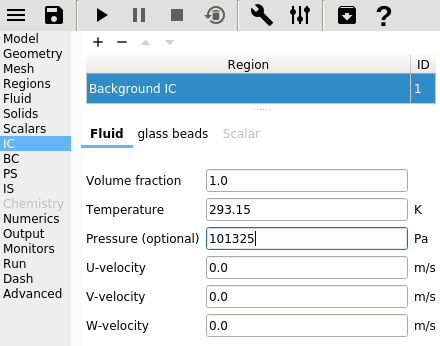 ?
Model
Geometry
Mesh
Regions
Fluid
Solids
Scalars
IC
BC
PS
IS
Chemistry
Numerics
Output
Monitors
Run
Dash
Advanced
Region ID
Background IC 1
Fluid glass beads Scalar
Volume fraction 1.0
Temperature 293.15 K
Pressure (optional) 101325 Pa
U-velocity 0.0 m/s
V-velocity 0.0 m/s
W-velocity 0.0 m/s